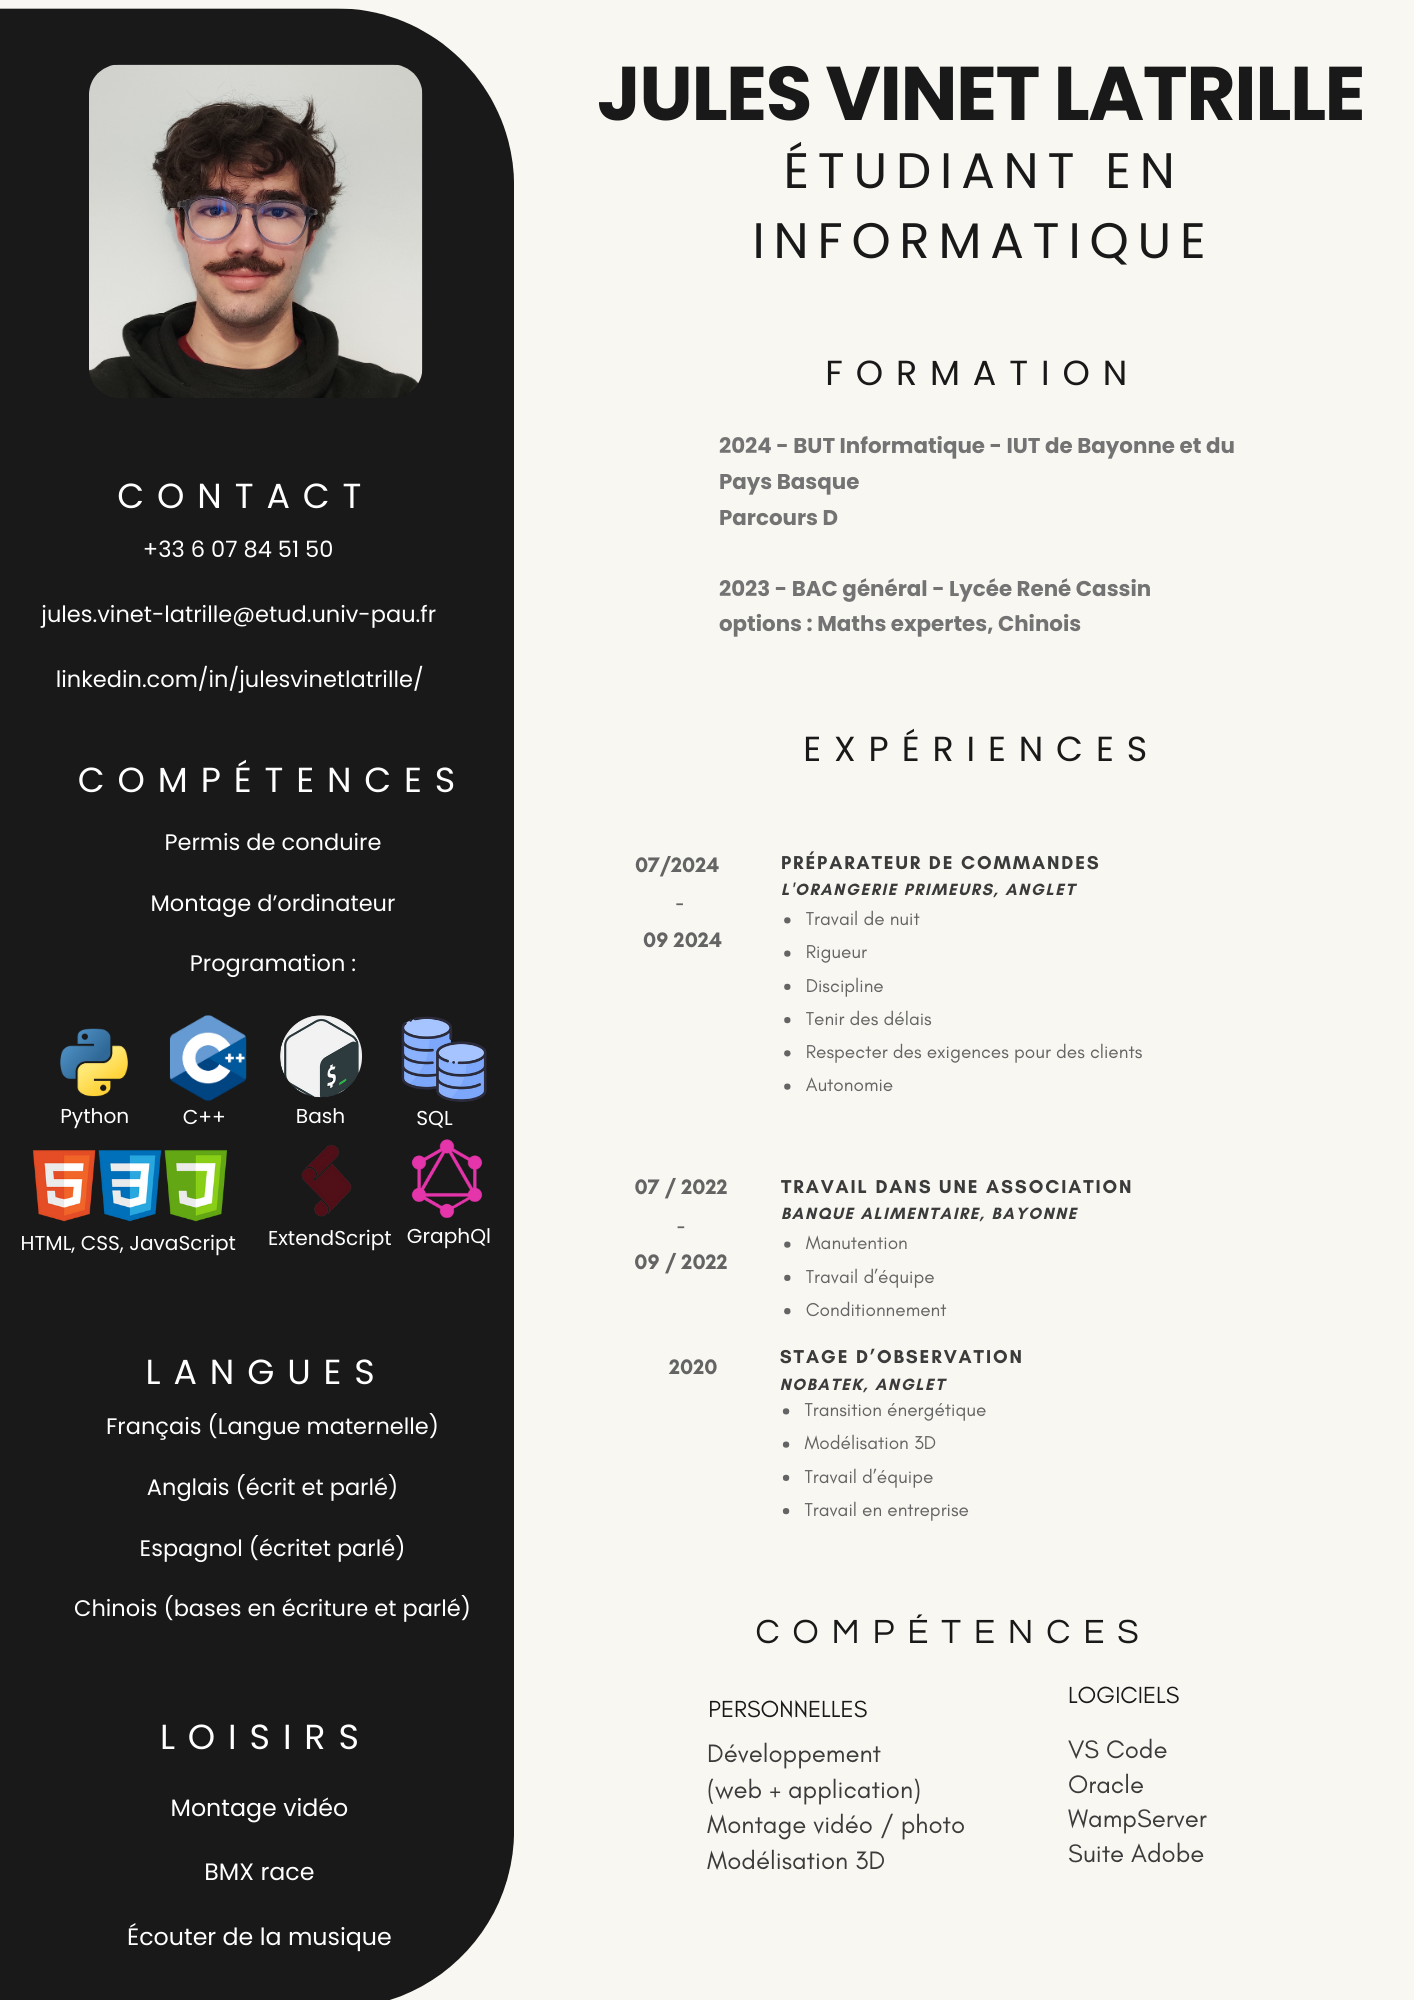 JULES VINET LATRILLE
ÉTUDIANT EN
INFORMATIQUE
CONTACT
+33 6 07 84 51 50
jules.vinet-latrille@etud.univ-pau.fr
linkedin.com/in/julesvinetlatrille/
COMPÉTENCES
Permis de conduire
Montage d’ordinateur
Programation :
Python
C++
Bash
SQL
HTML, CSS, JavaScript
ExtendScript
GraphQl
LANGUES
Français (Langue maternelle)
Anglais (écrit et parlé)
Espagnol (écritet parlé)
Chinois (bases en écriture et parlé)
LOISIRS
Montage vidéo
BMX race
Écouter de la musique
FORMATION
2024 - BUT Informatique - IUT de Bayonne et du
Pays Basque
Parcours D
2023 - BAC général - Lycée René Cassin
options : Maths expertes, Chinois
EXPÉRIENCES
07/2024
-
09 2024
PRÉPARATEUR DE COMMANDES
L'ORANGERIE PRIMEURS, ANGLET
• Travail de nuit
• Rigueur
• Discipline
• Tenir des délais
• Respecter des exigences pour des clients
• Autonomie
07 / 2022
-
09 / 2022
TRAVAIL DANS UNE ASSOCIATION
BANQUE ALIMENTAIRE, BAYONNE
• Manutention
• Travail d’équipe
• Conditionnement
2020
STAGE D’OBSERVATION
NOBATEK, ANGLET
• Transition énergétique
• Modélisation 3D
• Travail d’équipe
• Travail en entreprise
COMPÉTENCES
PERSONNELLES
Développement
(web + application)
Montage vidéo / photo
Modélisation 3D
LOGICIELS
VS Code
Oracle
WampServer
Suite Adobe